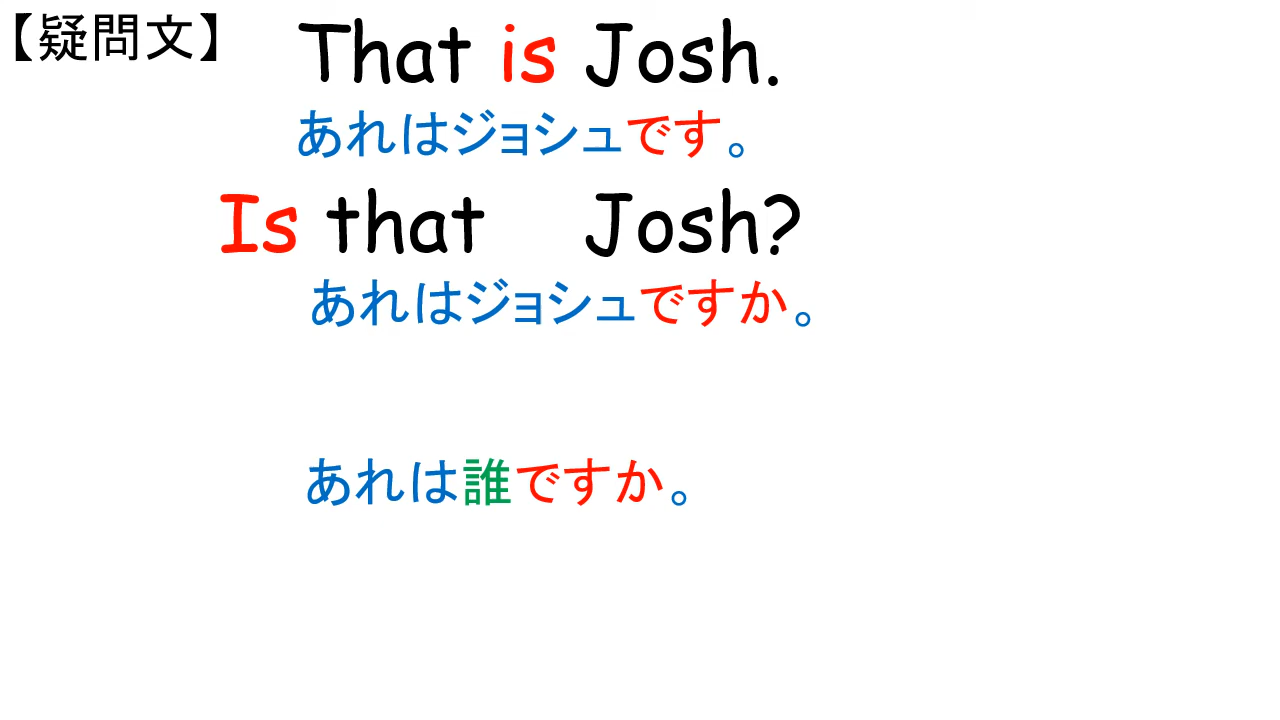 【疑問文】
That is Josh.
あれはジョシュです。
Is that Josh?
あれはジョシュですか。
あれは誰ですか。